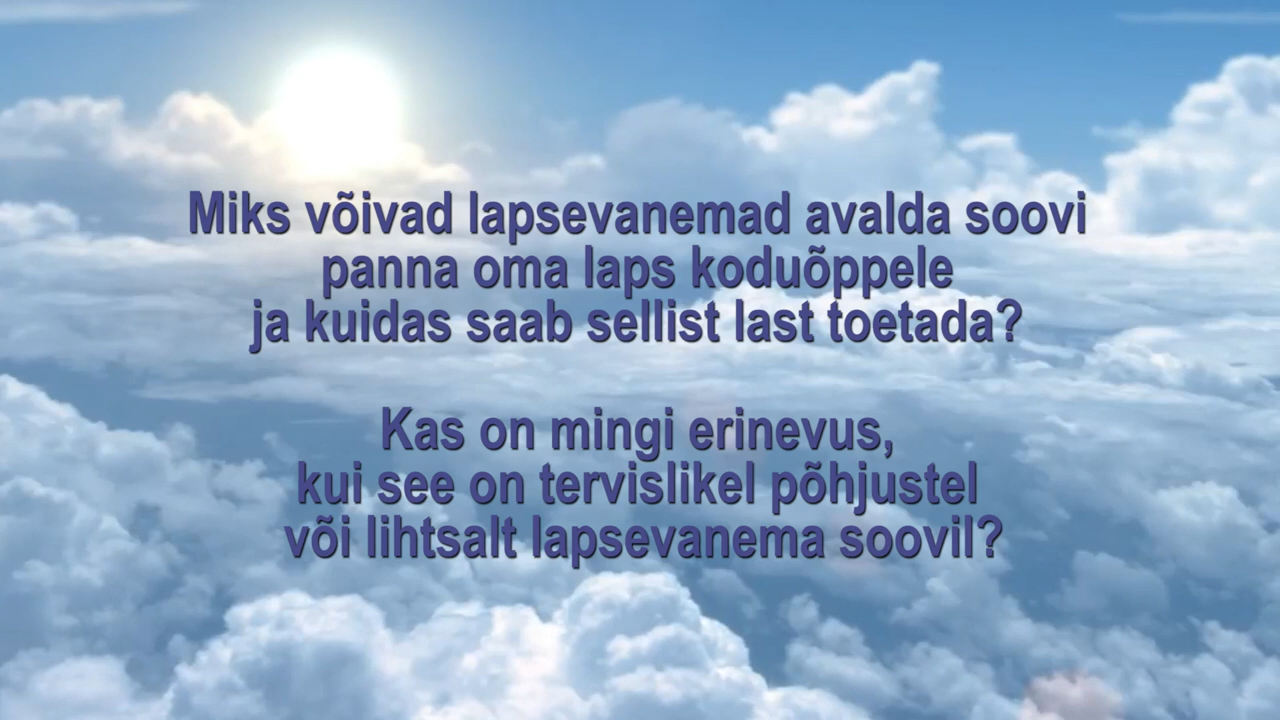 Miks võivad lapsevanemad avalda soovi
panna oma laps koduõppele
ja kuidas saab sellist last toetada?
Kas on mingi erinevus,
kui see on tervislikel põhjustel
või lihtsalt lapsevanema soovil?